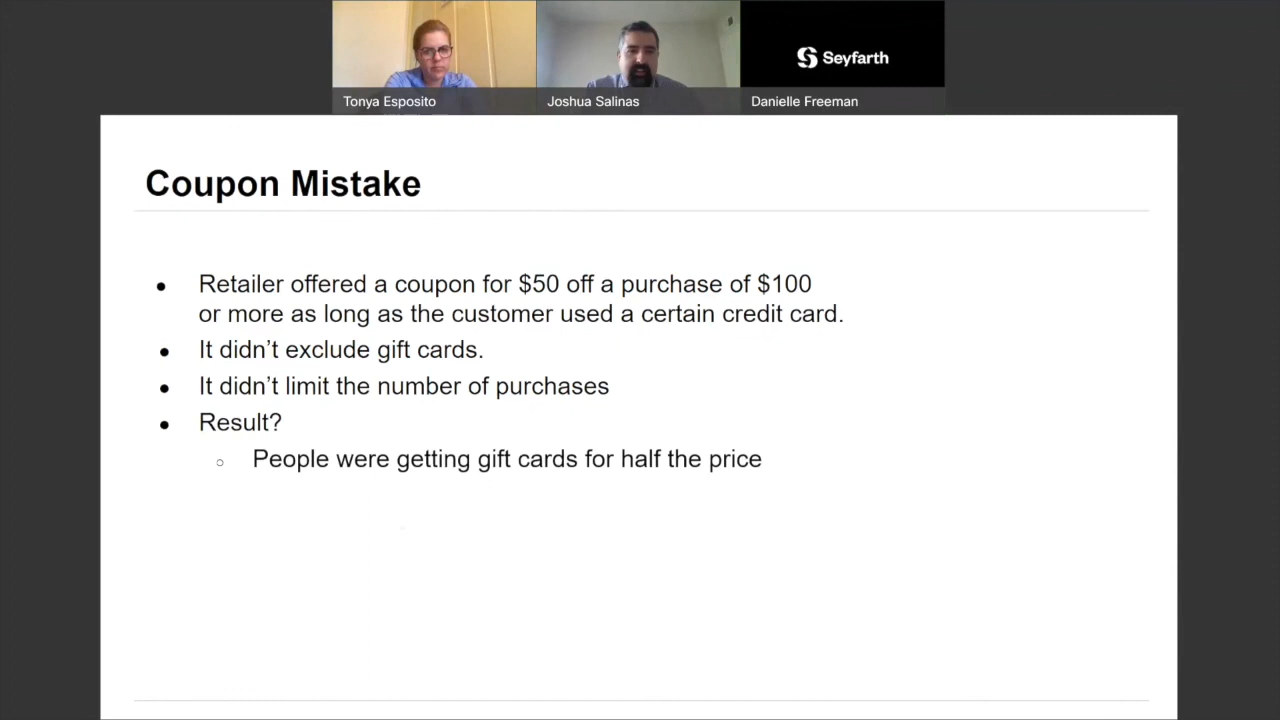 Seyfarth
Tonya Esposito
Joshua Salinas
Danielle Freeman
Coupon Mistake
• Retailer offered a coupon for $50 off a purchase of $100
or more as long as the customer used a certain credit card.
• It didn’t exclude gift cards.
• It didn’t limit the number of purchases
• Result?
○ People were getting gift cards for half the price